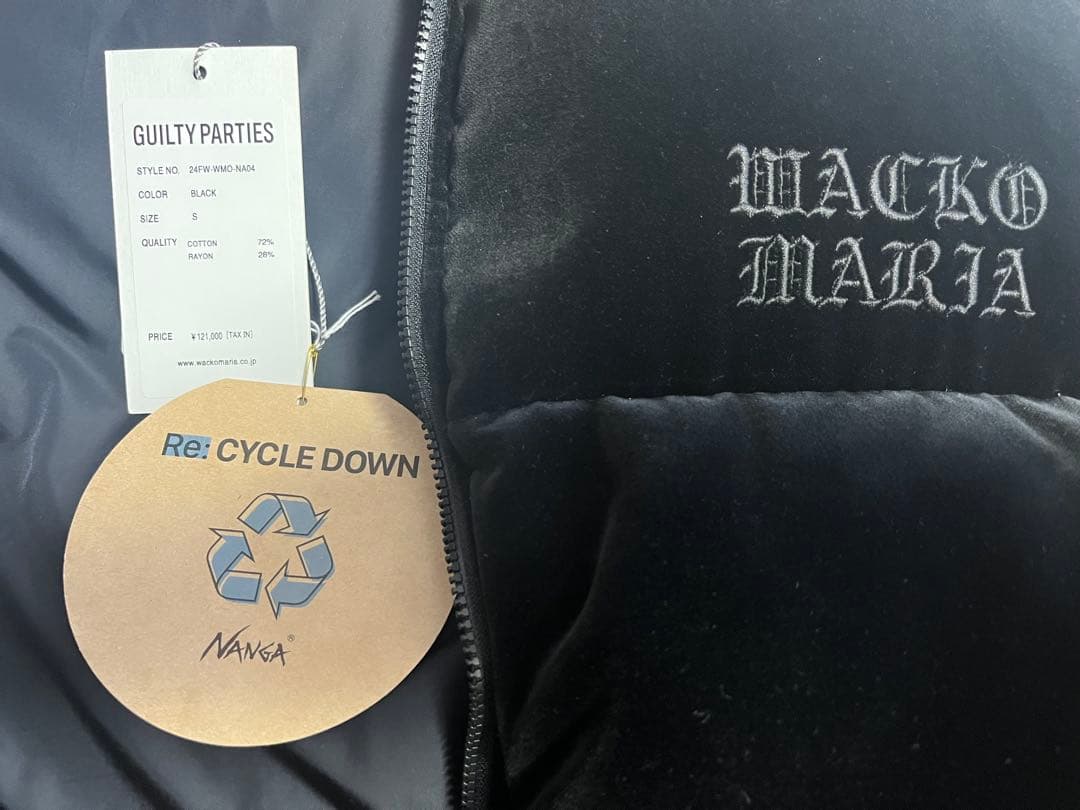 GUILTY PARTIES
STYLE NO. 24FW-WMO-NA04
COLOR BLACK
SIZE S
QUALITY COTTON 72%
RAYON 28%
PRICE ¥121,000 [TAX IN]
www.wackomaria.co.jp
Re: CYCLE DOWN
NANGA®
WACKO
MARIA